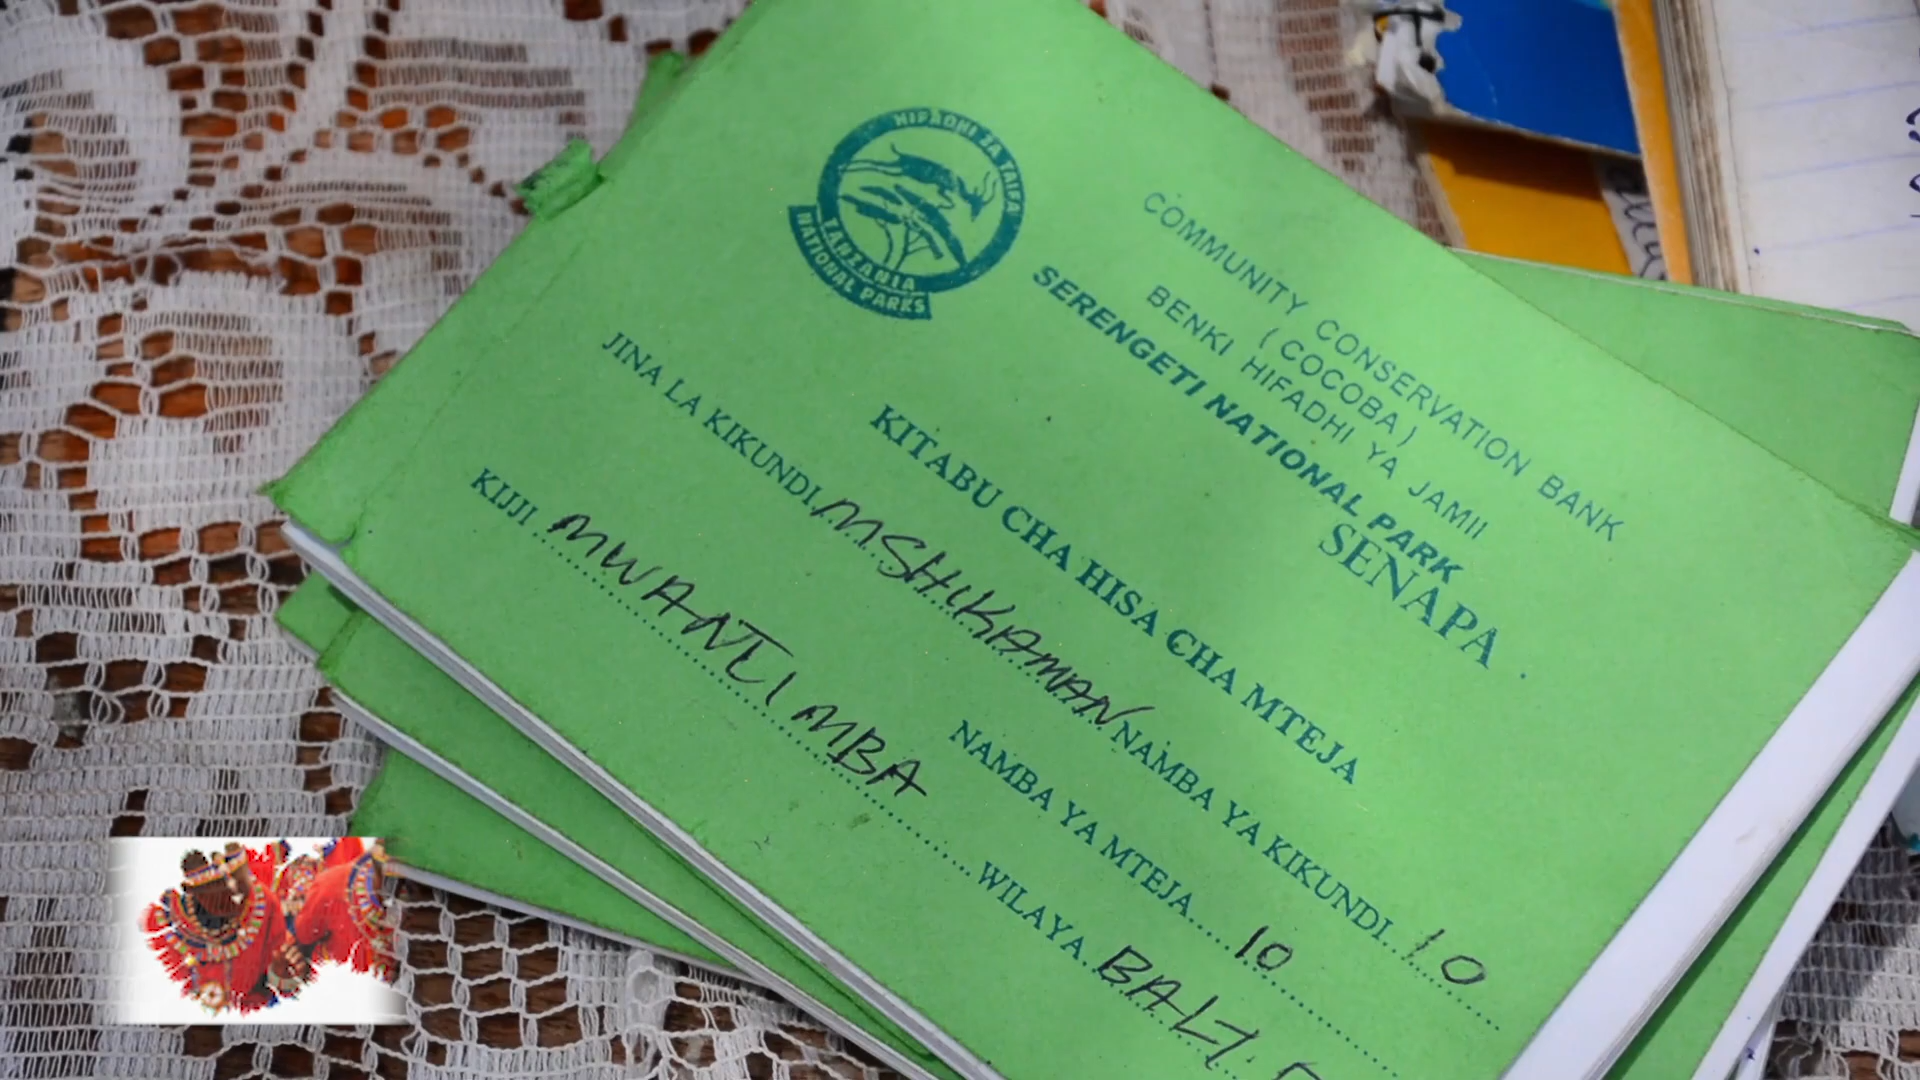 HIFADHI ZA TAIFA
TANZANIA
NATIONAL PARKS
COMMUNITY CONSERVATION BANK
( COCOBA )
BENKI HIFADHI YA JAMII
SERENGETI NATIONAL PARK
SENAPA
KITABU CHA HISA CHA MTEJA
JINA LA KIKUNDI MSHIKAMAN NAMBA YA KIKUNDI 10
NAMBA YA MTEJA 10
KIJIJI MWANTIMBA WILAYA